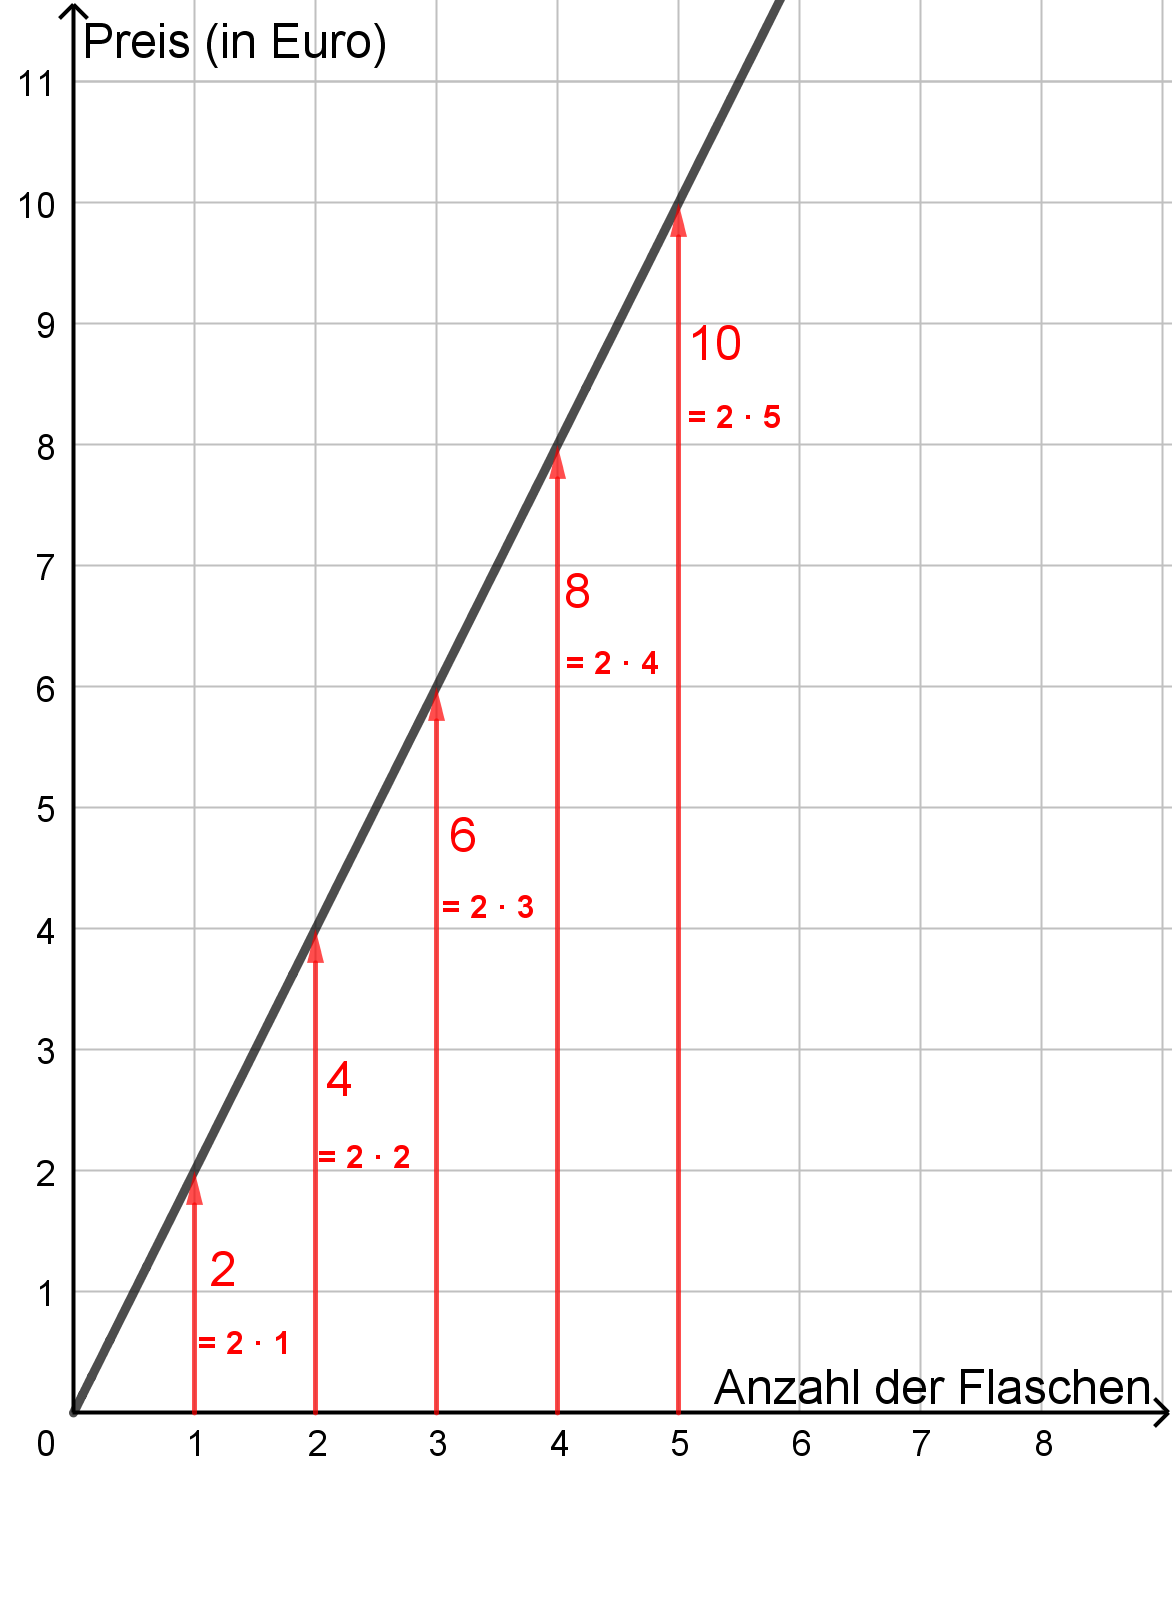 Preis (in Euro)
11
10
9
10
= 2 · 5
8
7
8
= 2 · 4
6
5
6
= 2 · 3
4
3
4
= 2 · 2
2
2
1
= 2 · 1
Anzahl der Flaschen
0 1 2 3 4 5 6 7 8